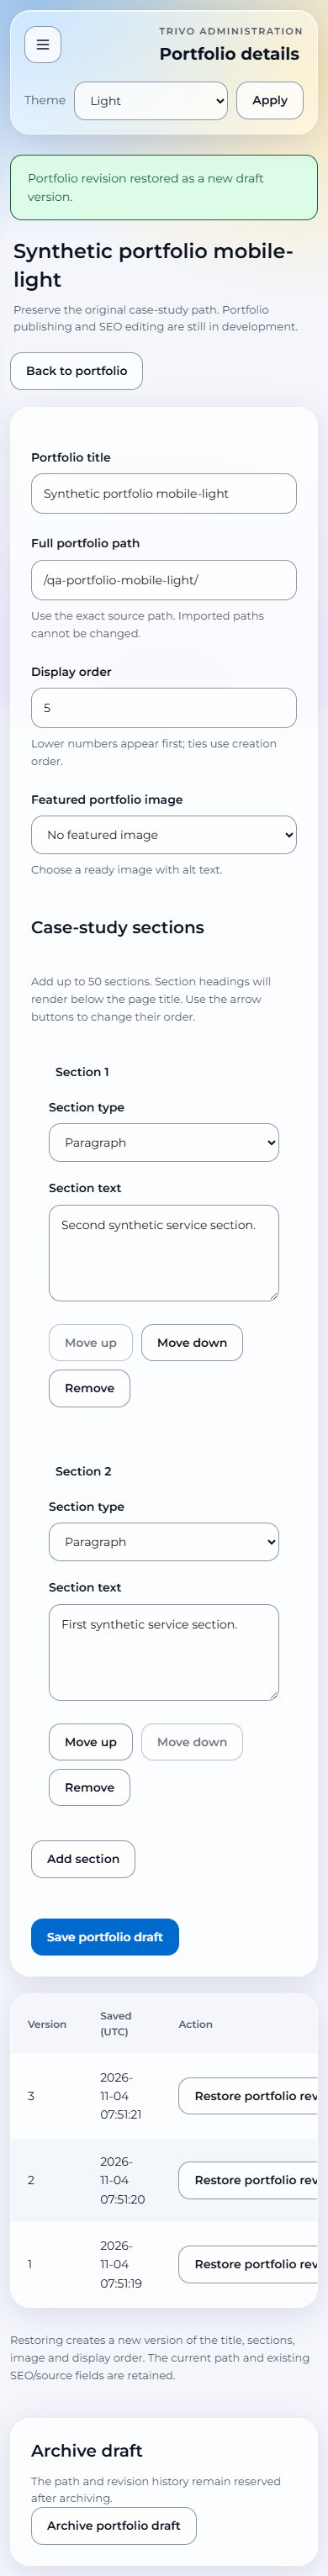 TRIVO ADMINISTRATION
Portfolio details
Theme
Light
Apply
Portfolio revision restored as a new draft
version.
Synthetic portfolio mobile-
light
Preserve the original case-study path. Portfolio
publishing and SEO editing are still in development.
Back to portfolio
Portfolio title
Synthetic portfolio mobile-light
Full portfolio path
/qa-portfolio-mobile-light/
Use the exact source path. Imported paths
cannot be changed.
Display order
5
Lower numbers appear first; ties use creation
order.
Featured portfolio image
No featured image
Choose a ready image with alt text.
Case-study sections
Add up to 50 sections. Section headings will
render below the page title. Use the arrow
buttons to change their order.
Section 1
Section type
Paragraph
Section text
Second synthetic service section.
Move up
Move down
Remove
Section 2
Section type
Paragraph
Section text
First synthetic service section.
Move up
Move down
Remove
Add section
Save portfolio draft
Version
Saved
(UTC)
Action
3
2026-
11-04
07:51:21
Restore portfolio rev
2
2026-
11-04
07:51:20
Restore portfolio rev
1
2026-
11-04
07:51:19
Restore portfolio rev
Restoring creates a new version of the title, sections,
image and display order. The current path and existing
SEO/source fields are retained.
Archive draft
The path and revision history remain reserved
after archiving.
Archive portfolio draft